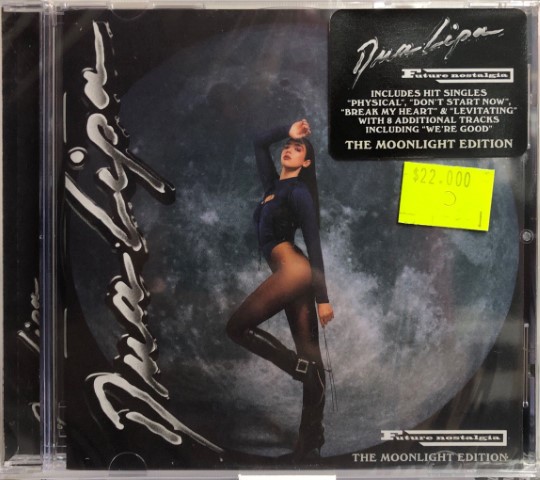 Dua Lipa
Future nostalgia
INCLUDES HIT SINGLES
"PHYSICAL", "DON'T START NOW",
"BREAK MY HEART" & "LEVITATING"
WITH 8 ADDITIONAL TRACKS
INCLUDING "WE'RE GOOD"
THE MOONLIGHT EDITION
$22.000
Dua Lipa
Future nostalgia
THE MOONLIGHT EDITION